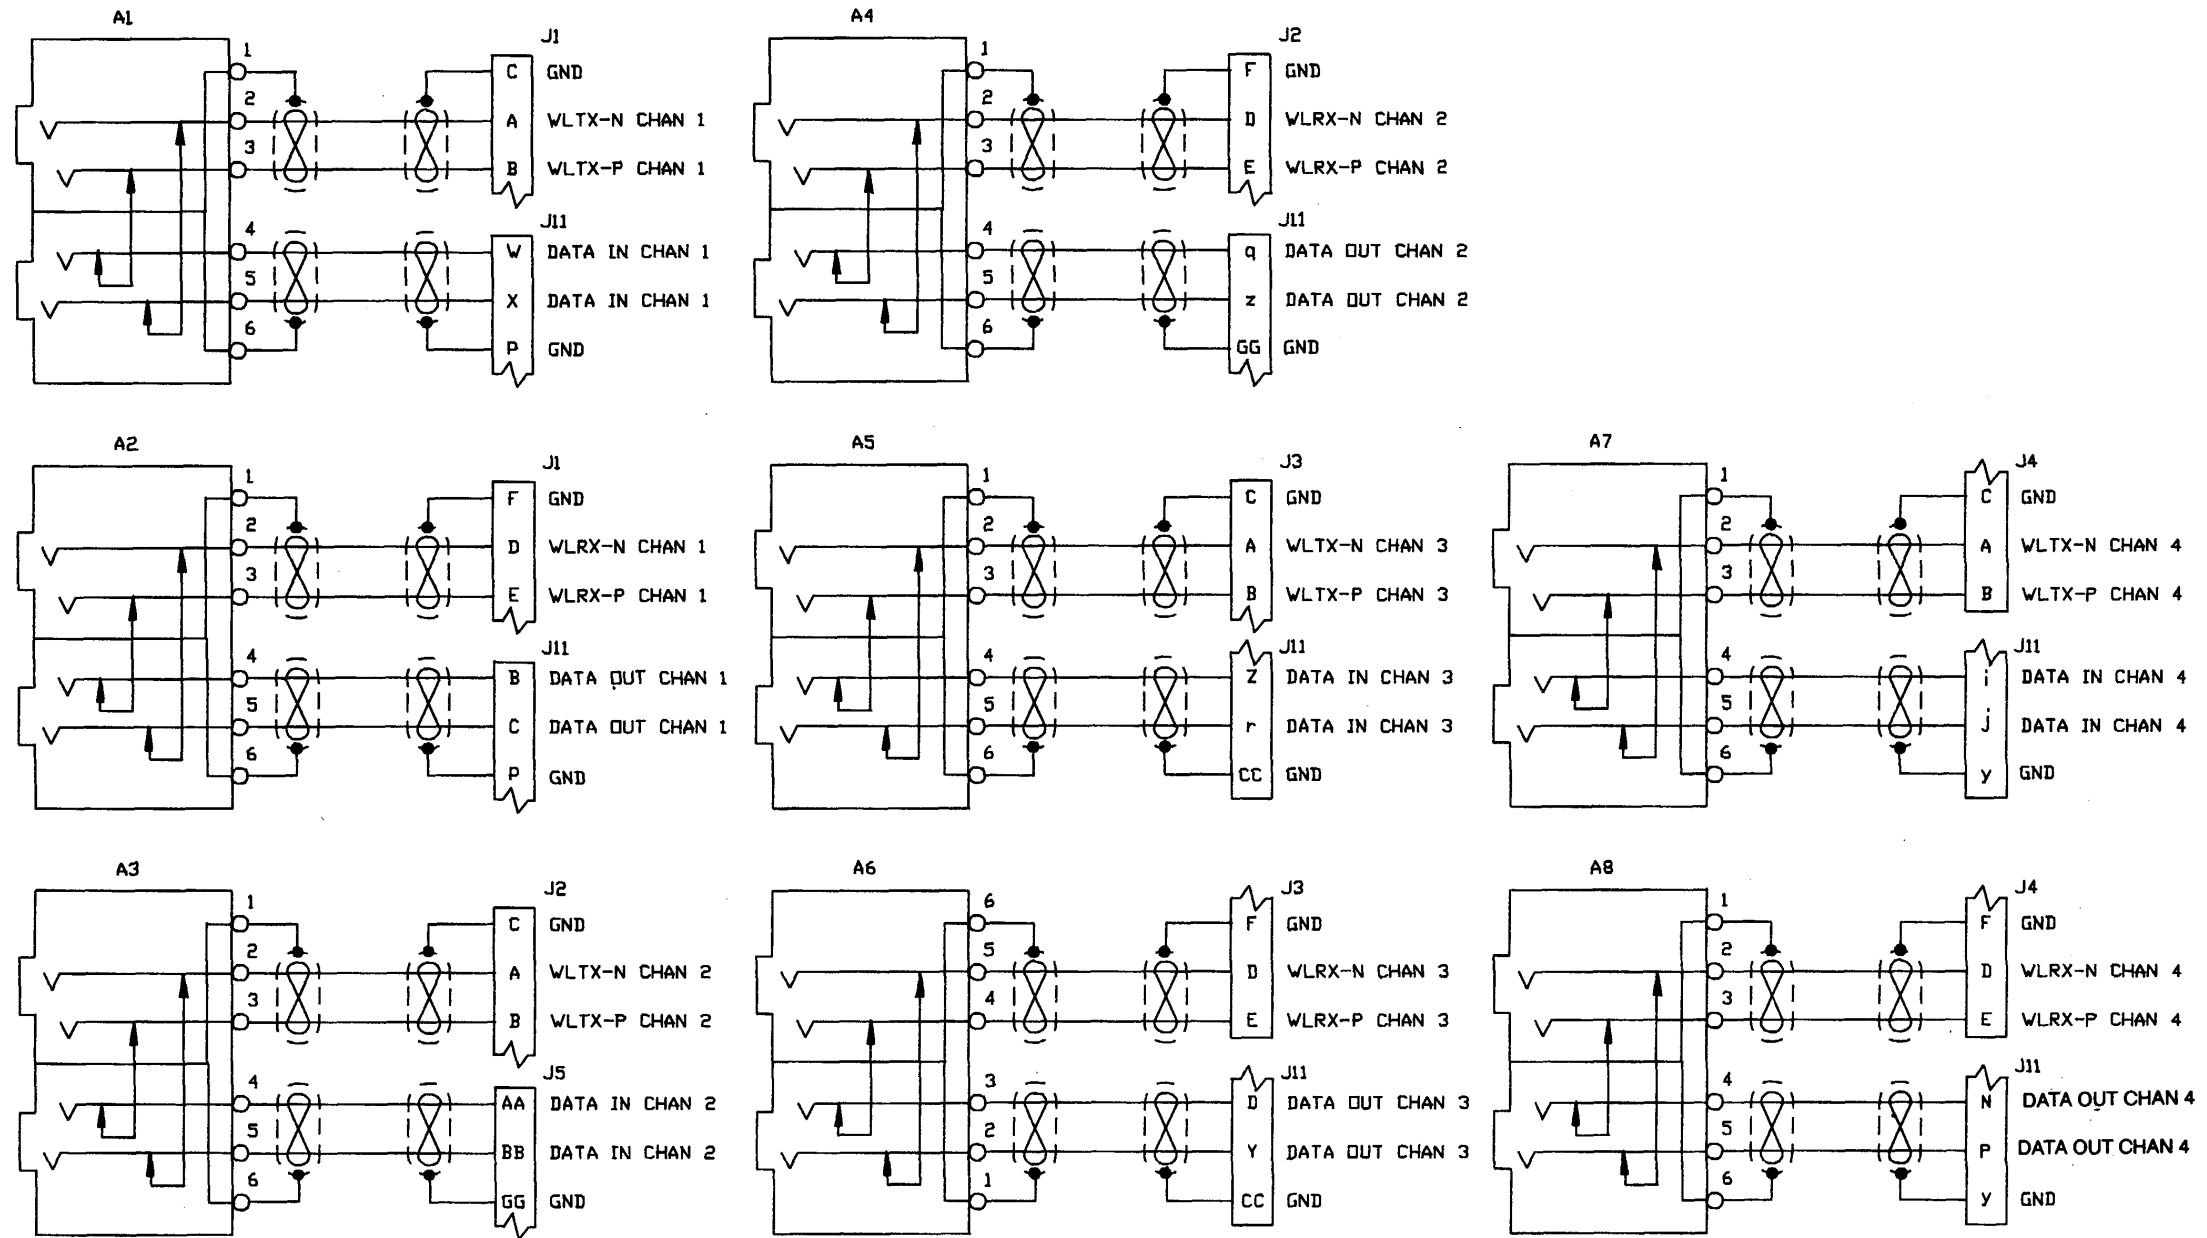 A1
J1
1 C GND
2 A WLTX-N CHAN 1
3 B WLTX-P CHAN 1
J11
4 W DATA IN CHAN 1
5 X DATA IN CHAN 1
6 P GND
A4
J2
1 F GND
2 D WLRX-N CHAN 2
3 E WLRX-P CHAN 2
J11
4 q DATA OUT CHAN 2
5 z DATA OUT CHAN 2
6 GG GND
A2
J1
1 F GND
2 D WLRX-N CHAN 1
3 E WLRX-P CHAN 1
J11
4 B DATA OUT CHAN 1
5 C DATA OUT CHAN 1
6 P GND
A5
J3
1 C GND
2 A WLTX-N CHAN 3
3 B WLTX-P CHAN 3
J11
4 Z DATA IN CHAN 3
5 r DATA IN CHAN 3
6 CC GND
A7
J4
1 C GND
2 A WLTX-N CHAN 4
3 B WLTX-P CHAN 4
J11
4 i DATA IN CHAN 4
5 j DATA IN CHAN 4
6 y GND
A3
J2
1 C GND
2 A WLTX-N CHAN 2
3 B WLTX-P CHAN 2
J5
4 AA DATA IN CHAN 2
5 BB DATA IN CHAN 2
6 GG GND
A6
J3
6 F GND
5 D WLRX-N CHAN 3
4 E WLRX-P CHAN 3
J11
3 D DATA OUT CHAN 3
2 Y DATA OUT CHAN 3
1 CC GND
A8
J4
1 F GND
2 D WLRX-N CHAN 4
3 E WLRX-P CHAN 4
J11
4 N DATA OUT CHAN 4
5 P DATA OUT CHAN 4
6 y GND